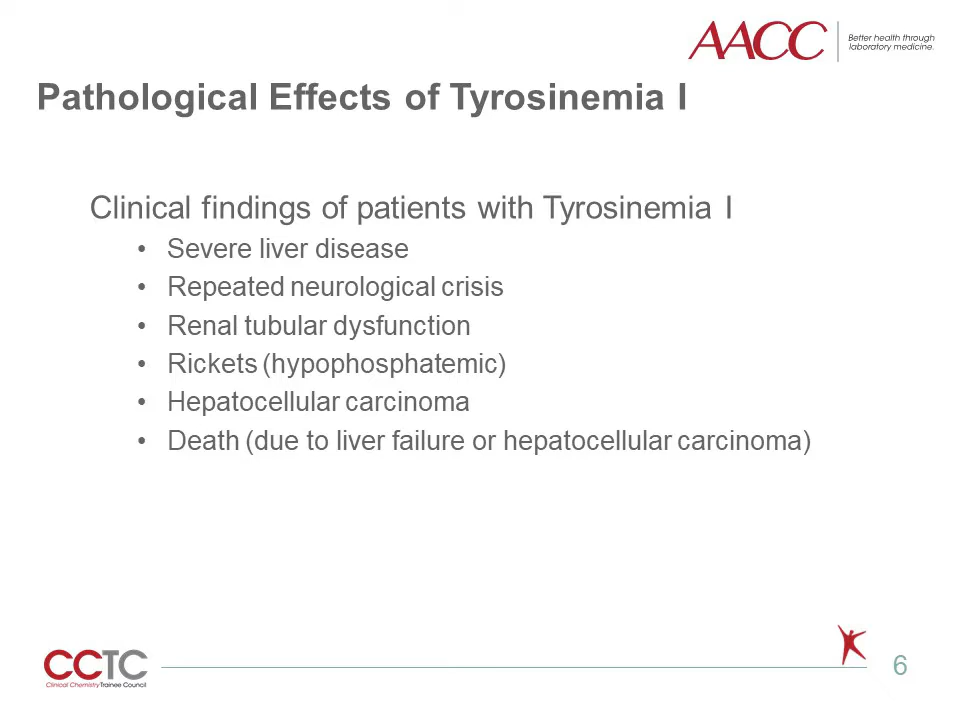 AACC
Better health through
laboratory medicine.
Pathological Effects of Tyrosinemia I
Clinical findings of patients with Tyrosinemia I
• Severe liver disease
• Repeated neurological crisis
• Renal tubular dysfunction
• Rickets (hypophosphatemic)
• Hepatocellular carcinoma
• Death (due to liver failure or hepatocellular carcinoma)
CCTC
Clinical Chemistry Trainee Council
6